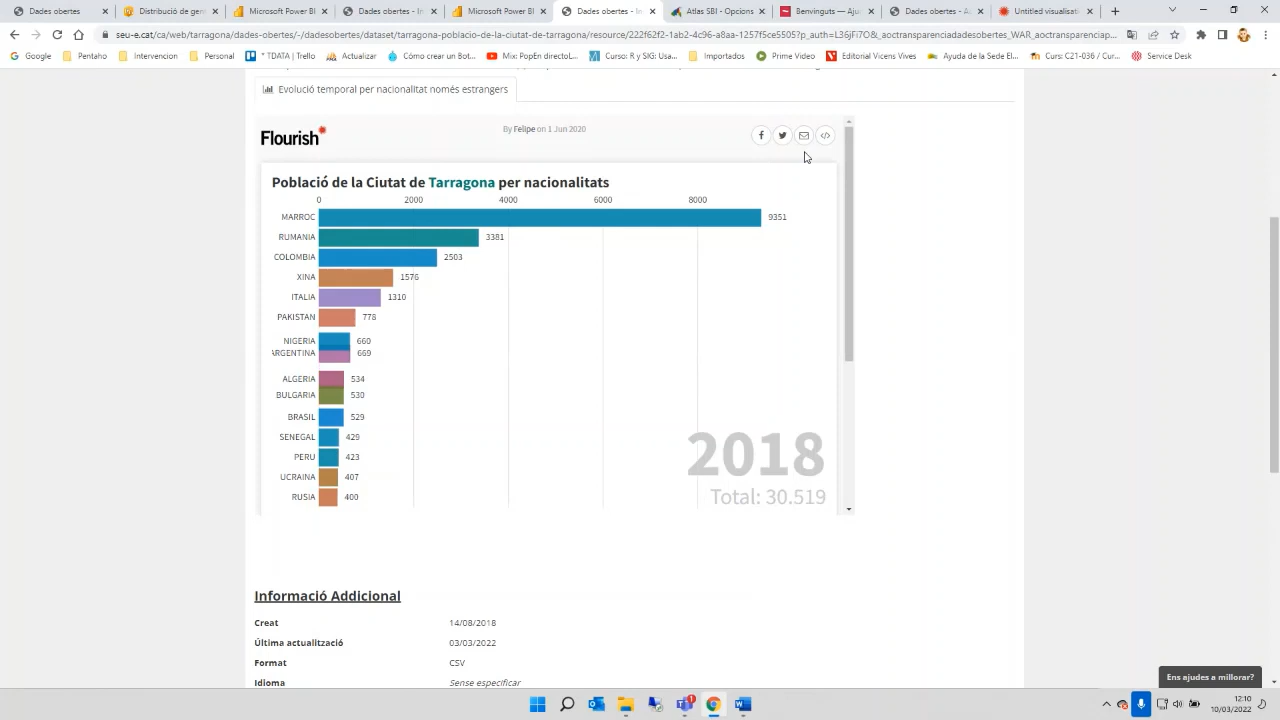 Dades obertes
Distribució de gen
Microsoft Power BI
Dades obertes - In
Microsoft Power BI
Dades obertes - In
Atlas SBI - Opcions
Benvinguts — Aju
Dades obertes - A
Untitled visualisati
seu-e.cat/ca/web/tarragona/dades-obertes/-/dadesobertes/dataset/tarragona-poblacio-de-la-ciutat-de-tarragona/resource/222f62f2-1ab2-4c96-a8aa-1257f5ce5505?p_auth=L36jFi7O&_aoctransparenciadadesobertes_WAR_aoctransparenciap...
Google
Pentaho
Intervencion
Personal
* TDATA | Trello
Actualizar
Cómo crear un Bot...
Mix: PopEn directoL...
Curso: R y SIG: Usa...
Importados
Prime Video
Editorial Vicens Vives
Ayuda de la Sede El...
Curs: C21-036 / Cur...
Service Desk
Evolució temporal per nacionalitat només estrangers
Flourish
By Felipe on 1 Jun 2020
Població de la Ciutat de Tarragona per nacionalitats
0 2000 4000 6000 8000
MARROC 9351
RUMANIA 3381
COLOMBIA 2503
XINA 1576
ITALIA 1310
PAKISTAN 778
NIGERIA 660
ARGENTINA 669
ALGERIA 534
BULGARIA 530
BRASIL 529
SENEGAL 429
PERU 423
UCRAINA 407
RUSIA 400
2018
Total: 30.519
Informació Addicional
Creat 14/08/2018
Última actualització 03/03/2022
Format CSV
Idioma Sense especificar
Ens ajudes a millorar?
1
12:10
10/03/2022